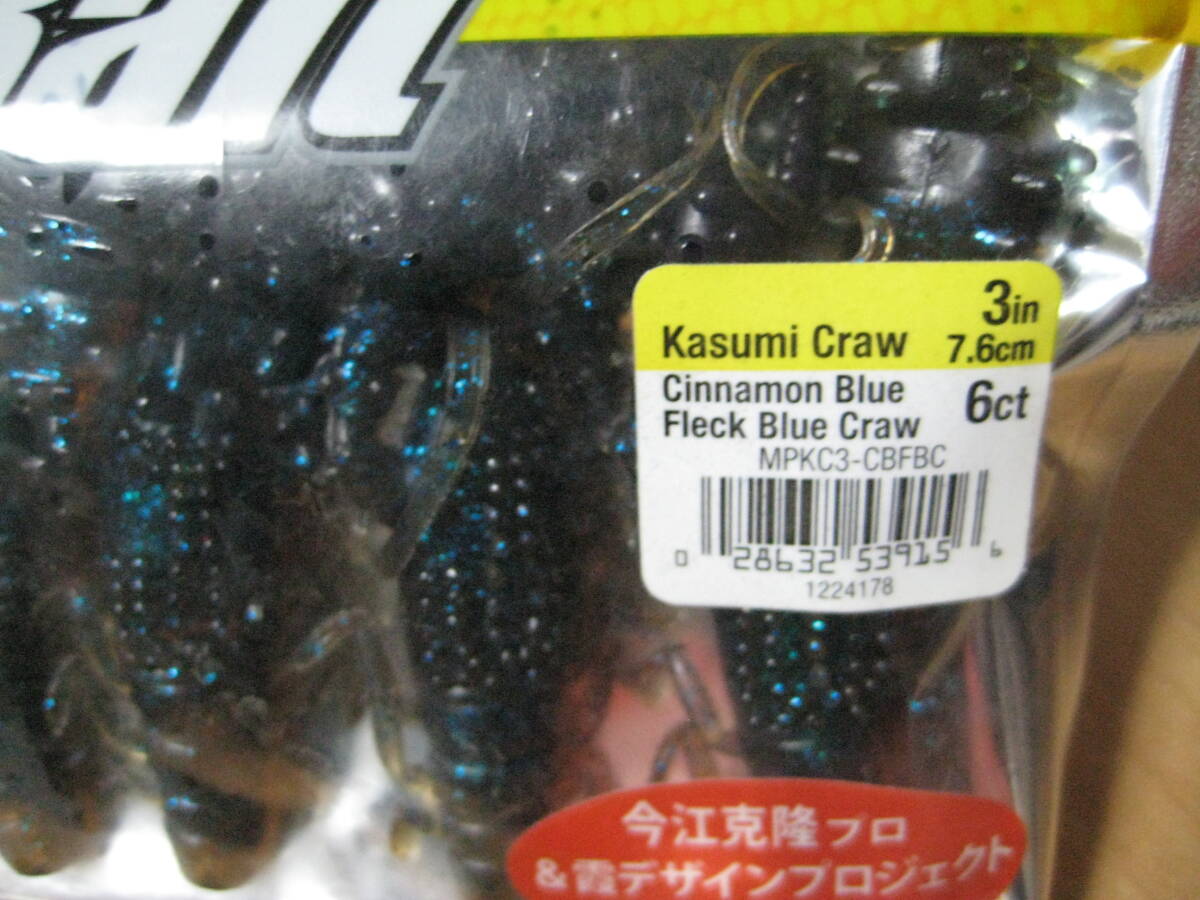 Kasumi Craw
3in
7.6cm
Cinnamon Blue
Fleck Blue Craw
6ct
MPKC3-CBFBC
0 28632 53915 6
1224178
今江克隆プロ
&霞デザインプロジェクト